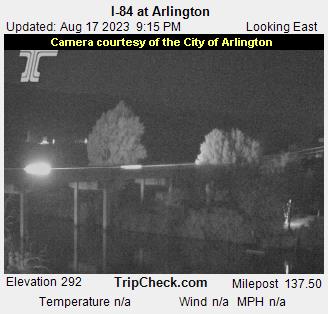 I-84 at Arlington
Updated: Aug 17 2023 9:15 PM Looking East
Camera courtesy of the City of Arlington
Elevation 292 TripCheck.com Milepost 137.50
Temperature n/a Wind n/a MPH n/a